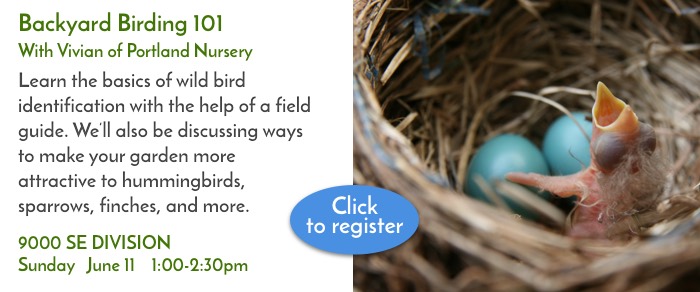 Backyard Birding 101
With Vivian of Portland Nursery
Learn the basics of wild bird
identification with the help of a field
guide. We'll also be discussing ways
to make your garden more
attractive to hummingbirds,
sparrows, finches, and more.
Click
to register
9000 SE DIVISION
Sunday June 11 1:00-2:30pm